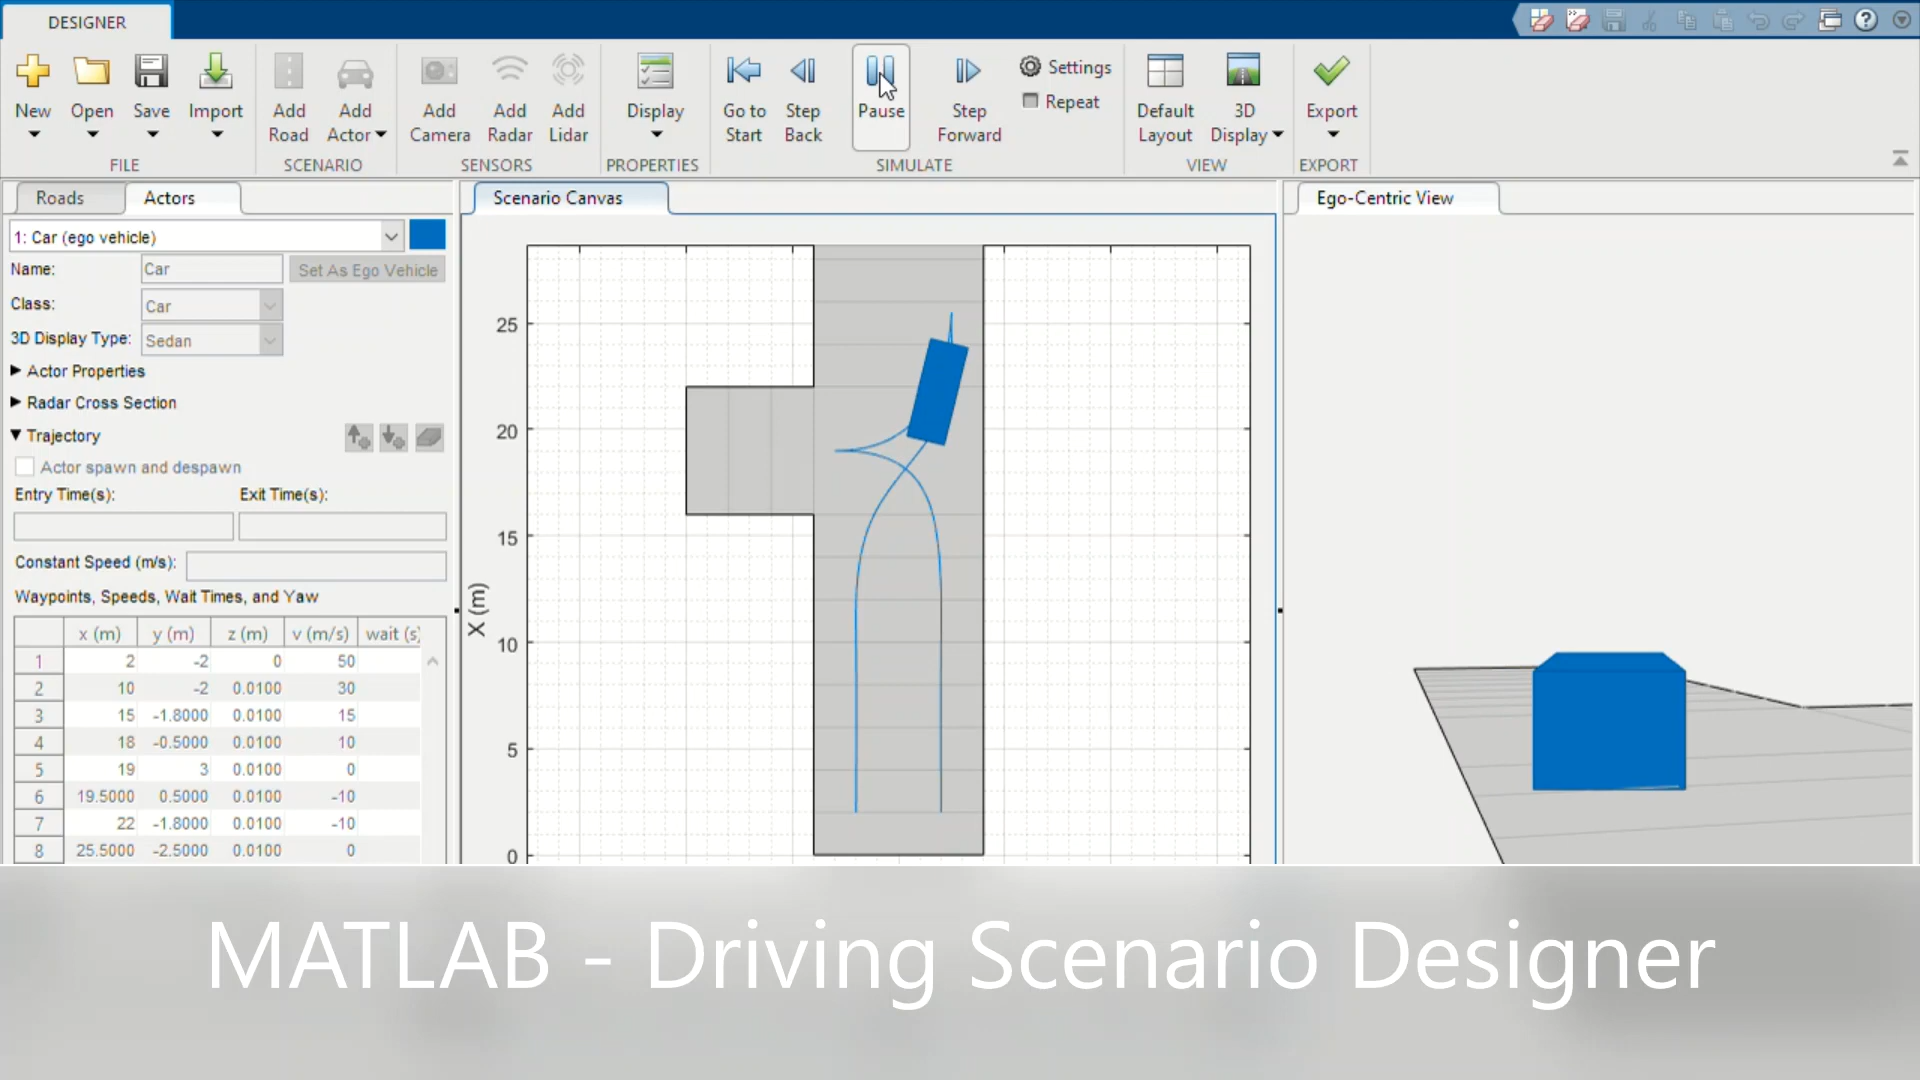 DESIGNER
New Open Save Import
Add Road Add Actor
Add Camera Add Radar Add Lidar
Display
Go to Start Step Back Pause Step Forward
Settings
Repeat
Default Layout 3D Display
Export
FILE SCENARIO SENSORS PROPERTIES SIMULATE VIEW EXPORT
Roads Actors
1: Car (ego vehicle)
Name: Car Set As Ego Vehicle
Class: Car
3D Display Type: Sedan
Actor Properties
Radar Cross Section
Trajectory
Actor spawn and despawn
Entry Time(s): Exit Time(s):
Constant Speed (m/s):
Waypoints, Speeds, Wait Times, and Yaw
x (m) y (m) z (m) v (m/s) wait (s)
1 2 -2 0 50
2 10 -2 0.0100 30
3 15 -1.8000 0.0100 15
4 18 -0.5000 0.0100 10
5 19 3 0.0100 0
6 19.5000 0.5000 0.0100 -10
7 22 -1.8000 0.0100 -10
8 25.5000 -2.5000 0.0100 0
Scenario Canvas
25
20
15
X (m)
10
5
0
Ego-Centric View
MATLAB - Driving Scenario Designer